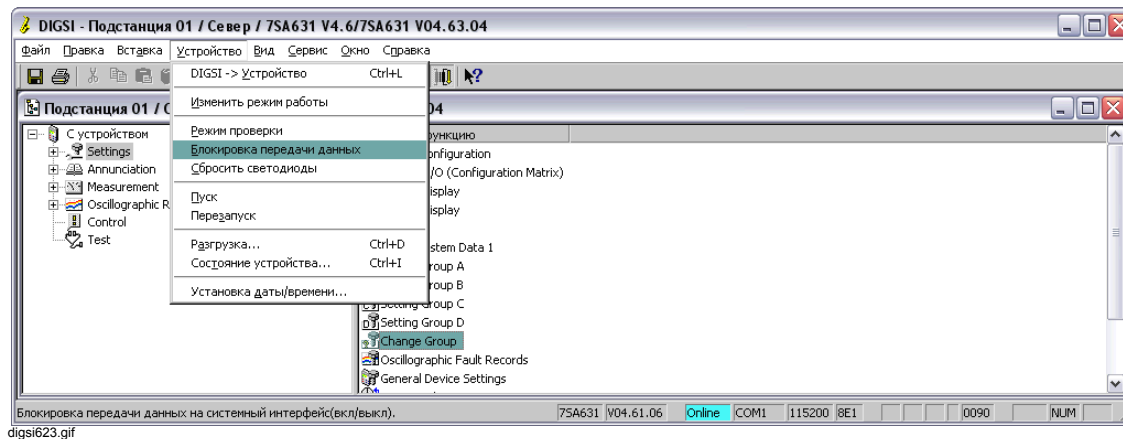 DIGSI - Подстанция 01 / Север / 7SA631 V4.6/7SA631 V04.63.04
Файл Правка Вставка Устройство Вид Сервис Окно Справка
DIGSI -> Устройство Ctrl+L
Изменить режим работы
Режим проверки
Блокировка передачи данных
Сбросить светодиоды
Пуск
Перезапуск
Разгрузка... Ctrl+D
Состояние устройства... Ctrl+I
Установка даты/времени...
Подстанция 01 / С
04
С устройством
Settings
Annunciation
Measurement
Oscillographic R
Control
Test
ункцию
onfiguration
/O (Configuration Matrix)
isplay
isplay
stem Data 1
roup A
roup B
Setting Group C
Setting Group D
Change Group
Oscillographic Fault Records
General Device Settings
Блокировка передачи данных на системный интерфейс(вкл/выкл). 7SA631 V04.61.06 Online COM1 115200 8E1 0090 NUM
digsi623.gif